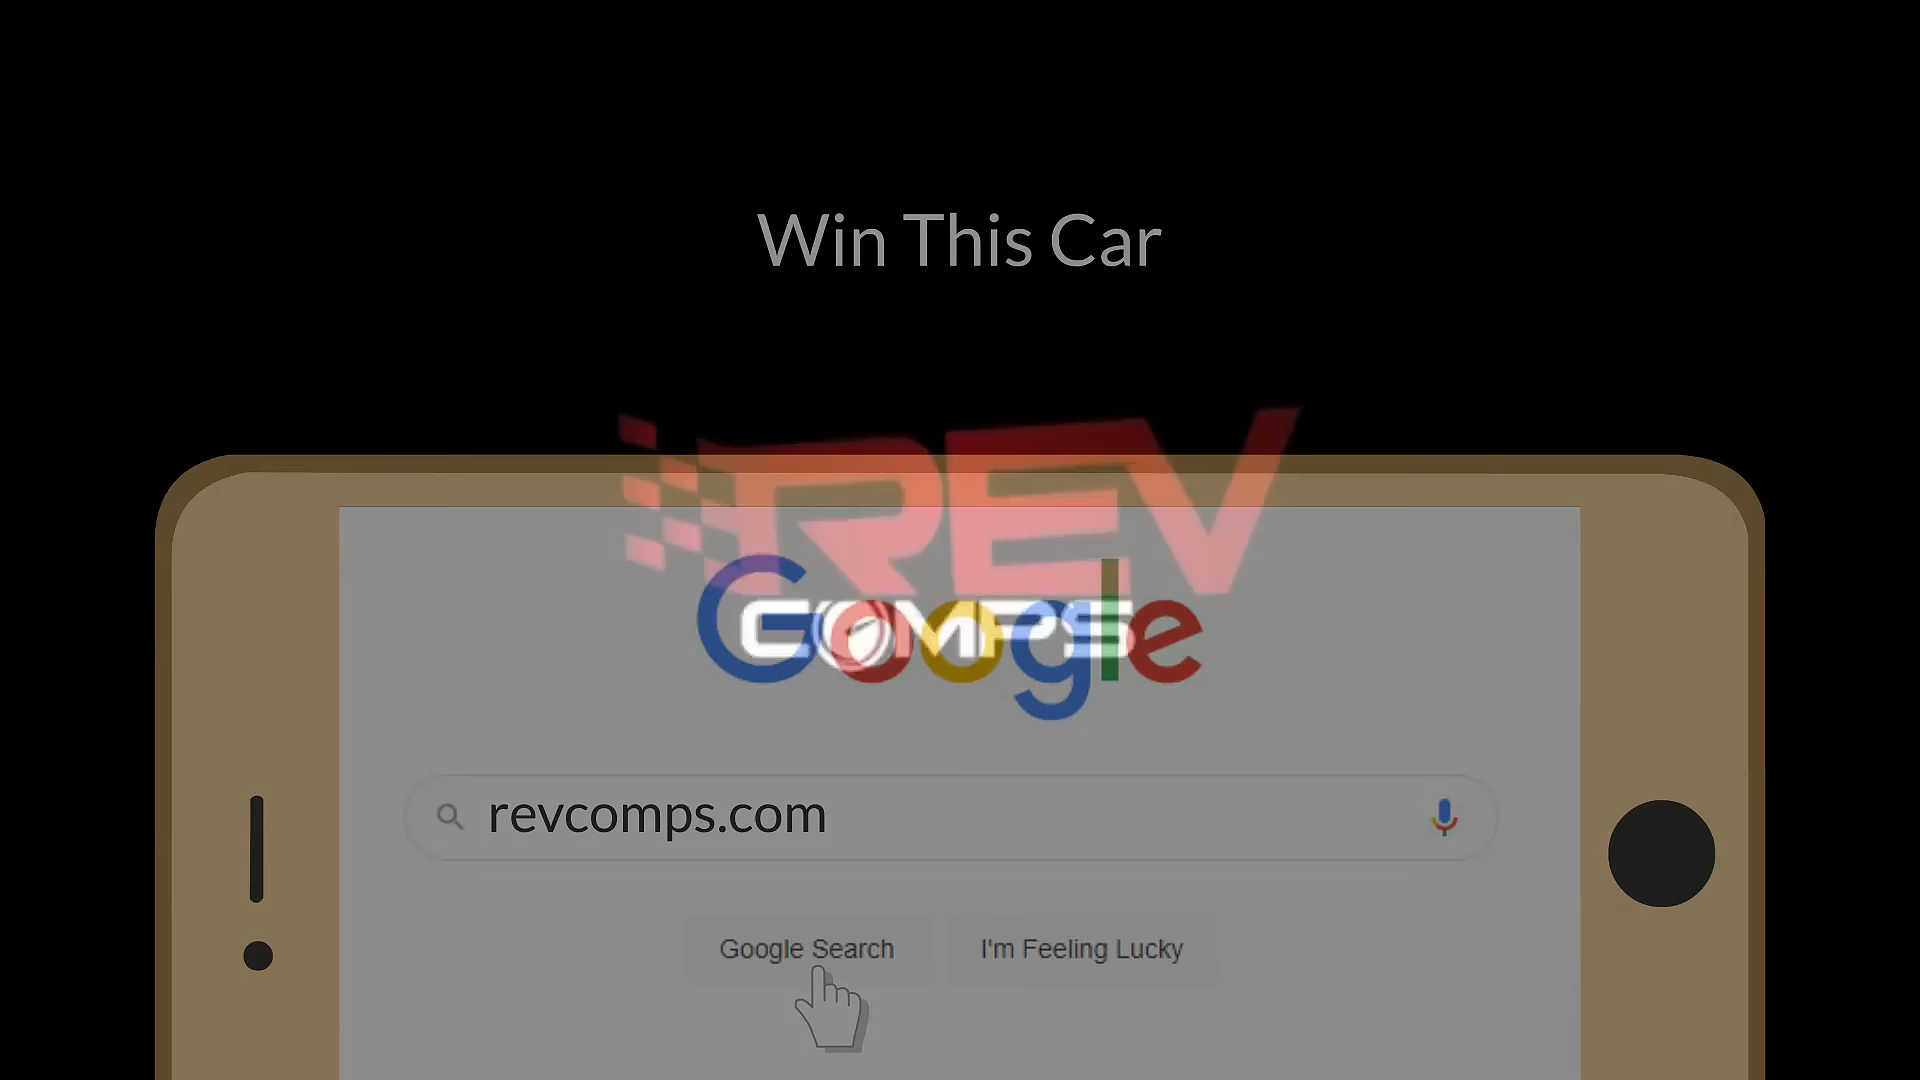 Win This Car
REV
COMPS
Google
revcomps.com
Google Search
I'm Feeling Lucky